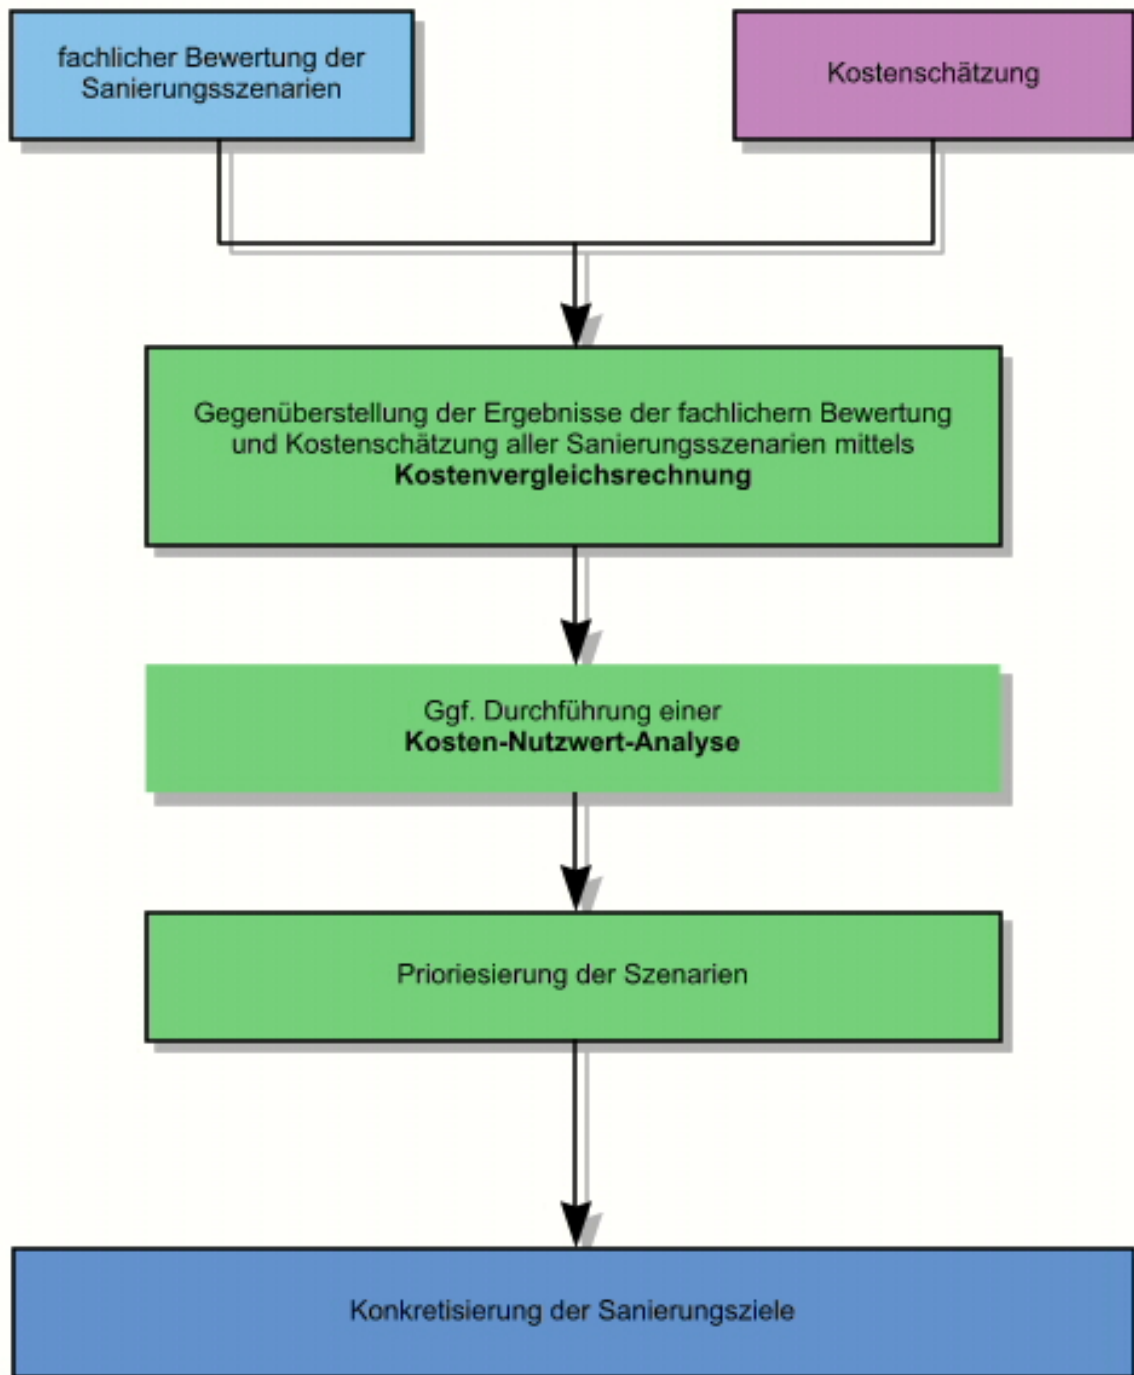 fachlicher Bewertung der
Sanierungsszenarien
Kostenschätzung
Gegenüberstellung der Ergebnisse der fachlichern Bewertung
und Kostenschätzung aller Sanierungsszenarien mittels
Kostenvergleichsrechnung
Ggf. Durchführung einer
Kosten-Nutzwert-Analyse
Prioriesierung der Szenarien
Konkretisierung der Sanierungsziele